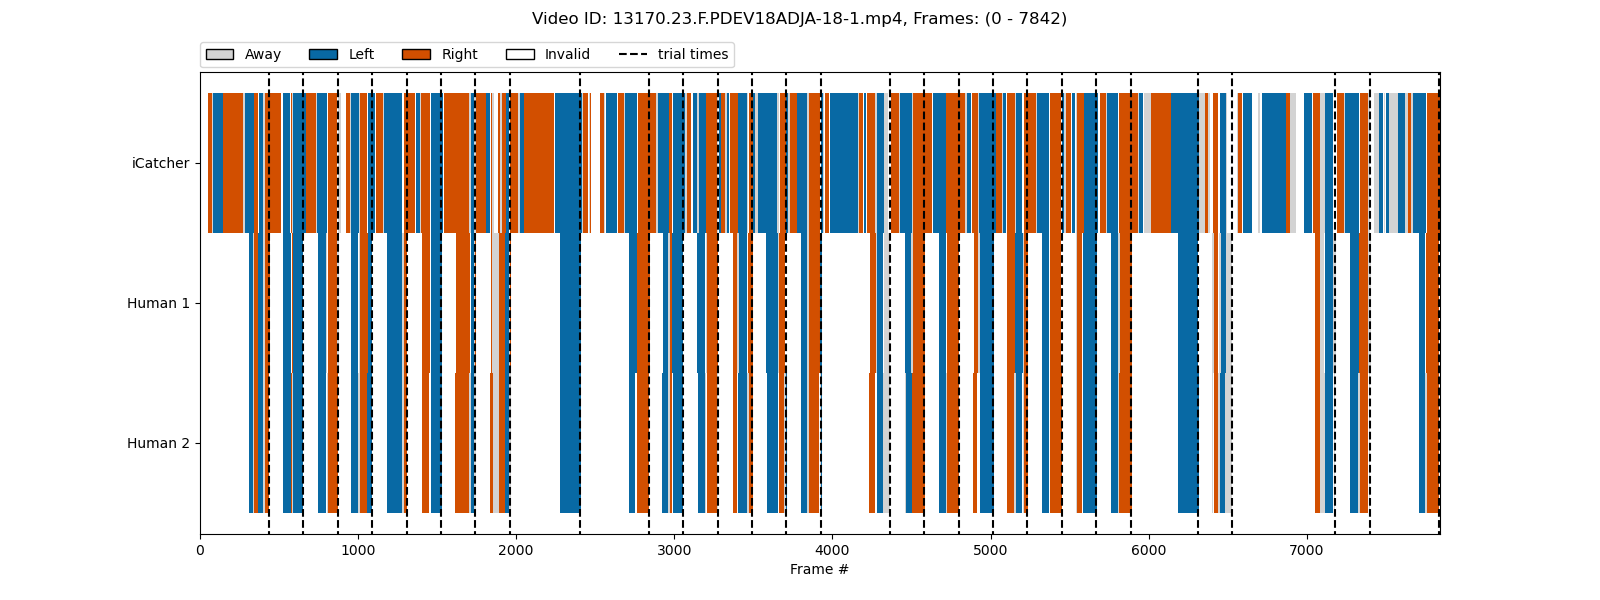 Video ID: 13170.23.F.PDEV18ADJA-18-1.mp4, Frames: (0 - 7842)
Away Left Right Invalid trial times
iCatcher
Human 1
Human 2
0 1000 2000 3000 4000 5000 6000 7000
Frame #